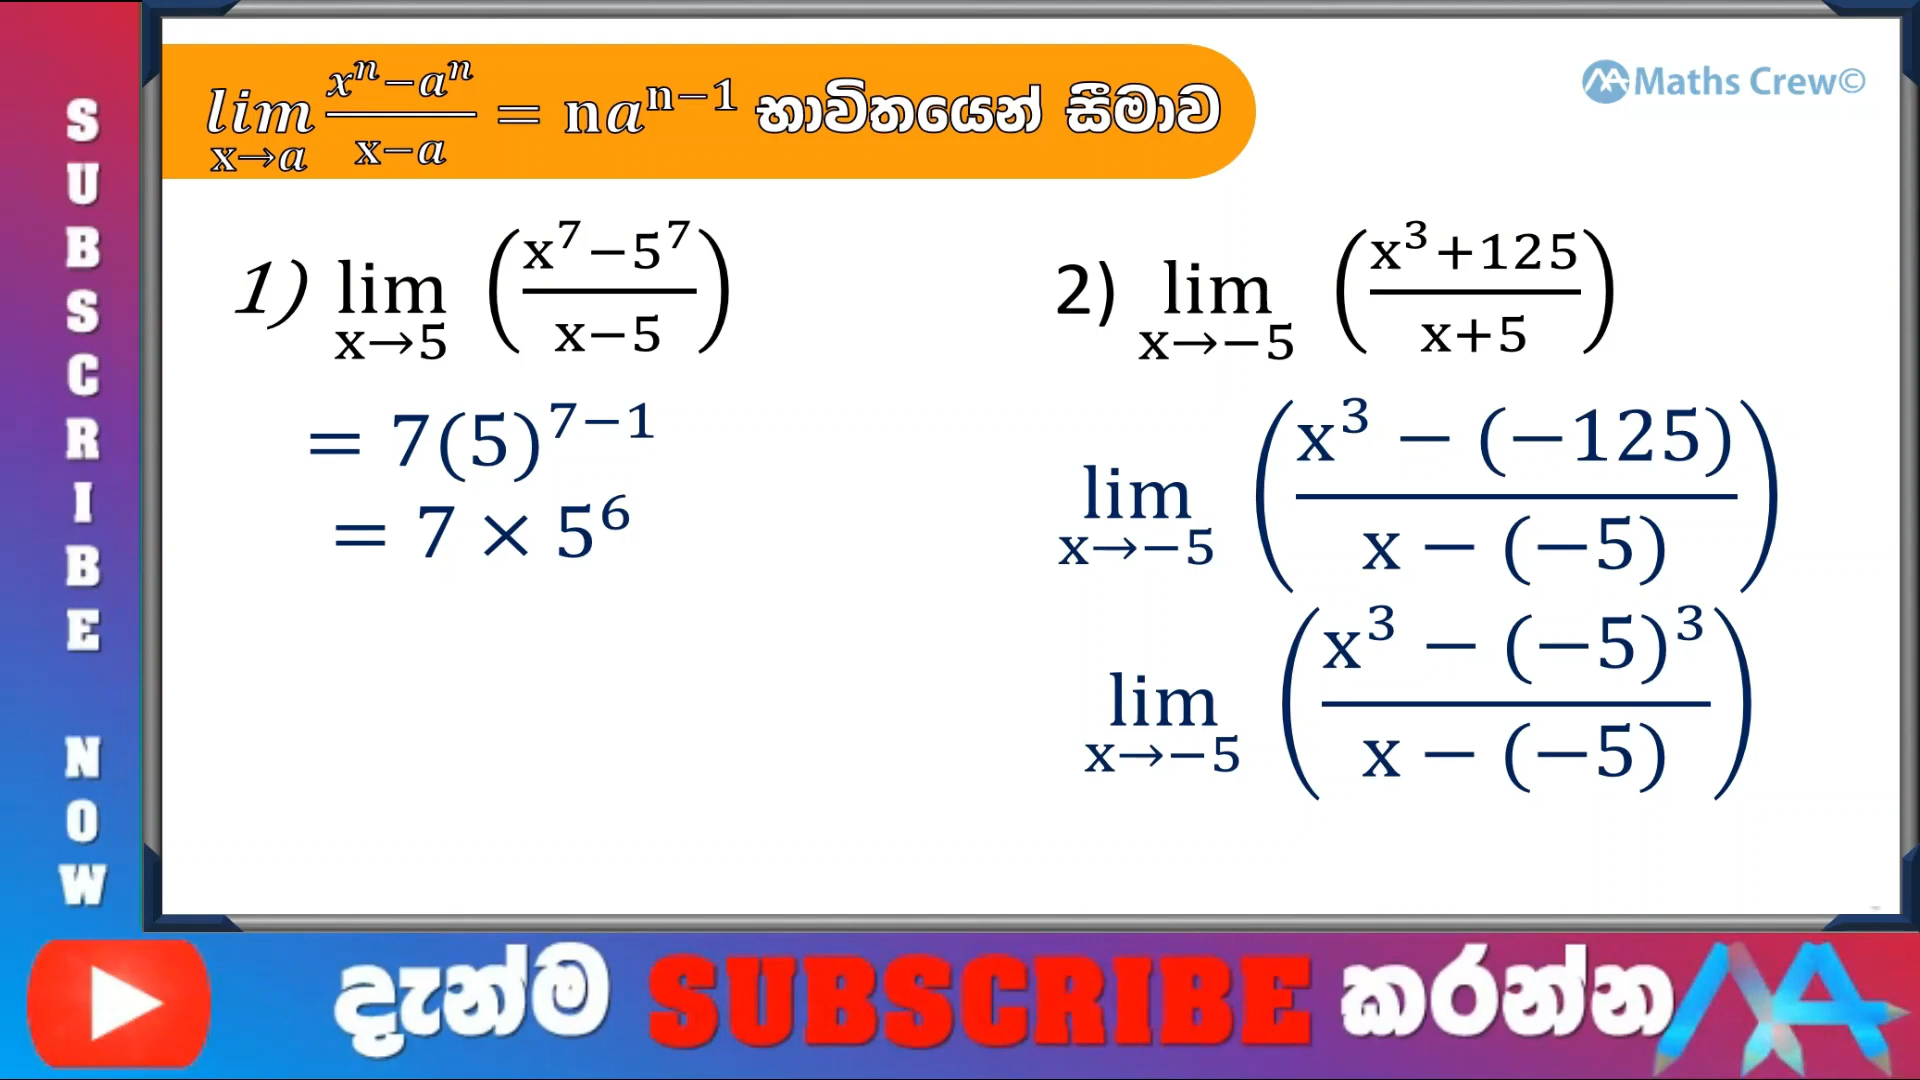 SUBSCRIBE NOW
lim x→a (xⁿ−aⁿ)/(x−a) = naⁿ⁻¹ භාවිතයෙන් සීමාව
Maths Crew©
1) lim x→5 ((x⁷−5⁷)/(x−5))
= 7(5)⁷⁻¹
= 7 × 5⁶
2) lim x→−5 ((x³+125)/(x+5))
lim x→−5 ((x³ − (−125))/(x − (−5)))
lim x→−5 ((x³ − (−5)³)/(x − (−5)))
දැන්ම SUBSCRIBE කරන්න